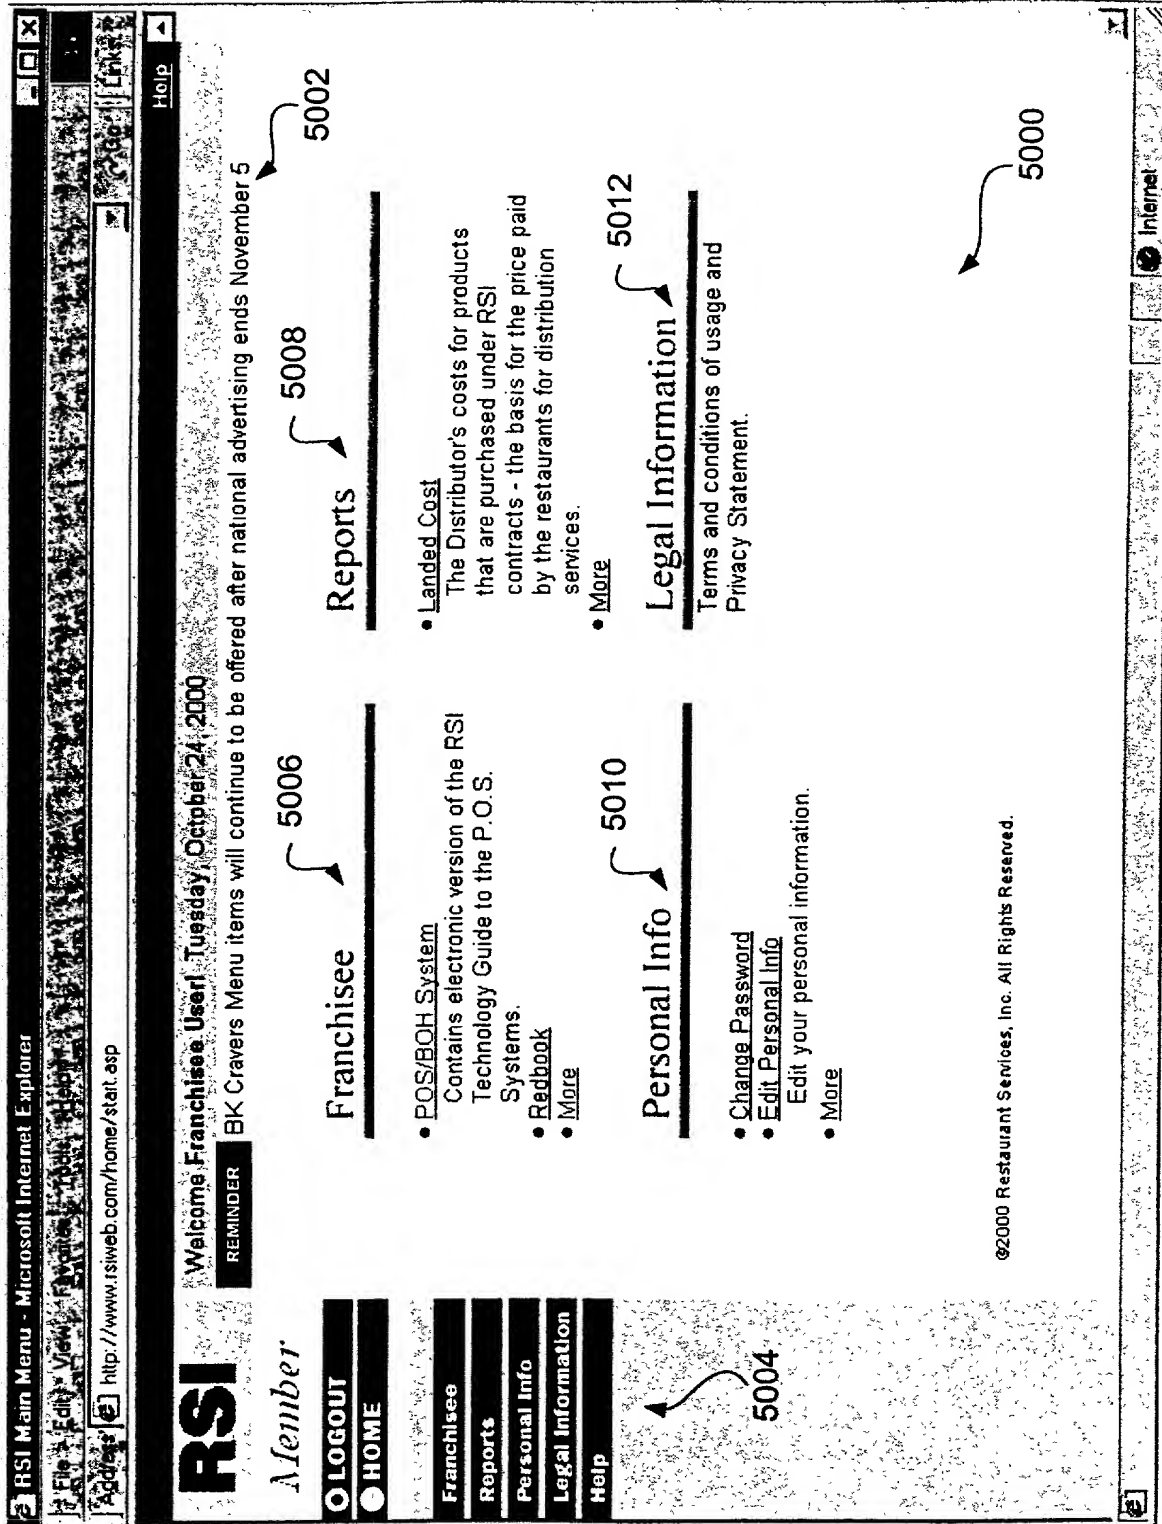 RSI Main Menu - Microsoft Internet Explorer
File Edit View Favorites Tools Help
Address http://www.rsiweb.com/home/start.asp Go Links
Help
RSI
Welcome Franchisee User! Tuesday, October 24, 2000
REMINDER BK Cravers Menu items will continue to be offered after national advertising ends November 5
5002
Member
LOGOUT
HOME
Franchisee
Reports
Personal Info
Legal Information
Help
5004
5006
Franchisee
• POS/BOH System
Contains electronic version of the RSI
Technology Guide to the P.O.S.
Systems.
• Redbook
• More
5008
Reports
• Landed Cost
The Distributor's costs for products
that are purchased under RSI
contracts - the basis for the price paid
by the restaurants for distribution
services.
• More
5010
Personal Info
• Change Password
• Edit Personal Info
Edit your personal information.
• More
5012
Legal Information
Terms and conditions of usage and
Privacy Statement.
5000
©2000 Restaurant Services, Inc. All Rights Reserved.
Internet